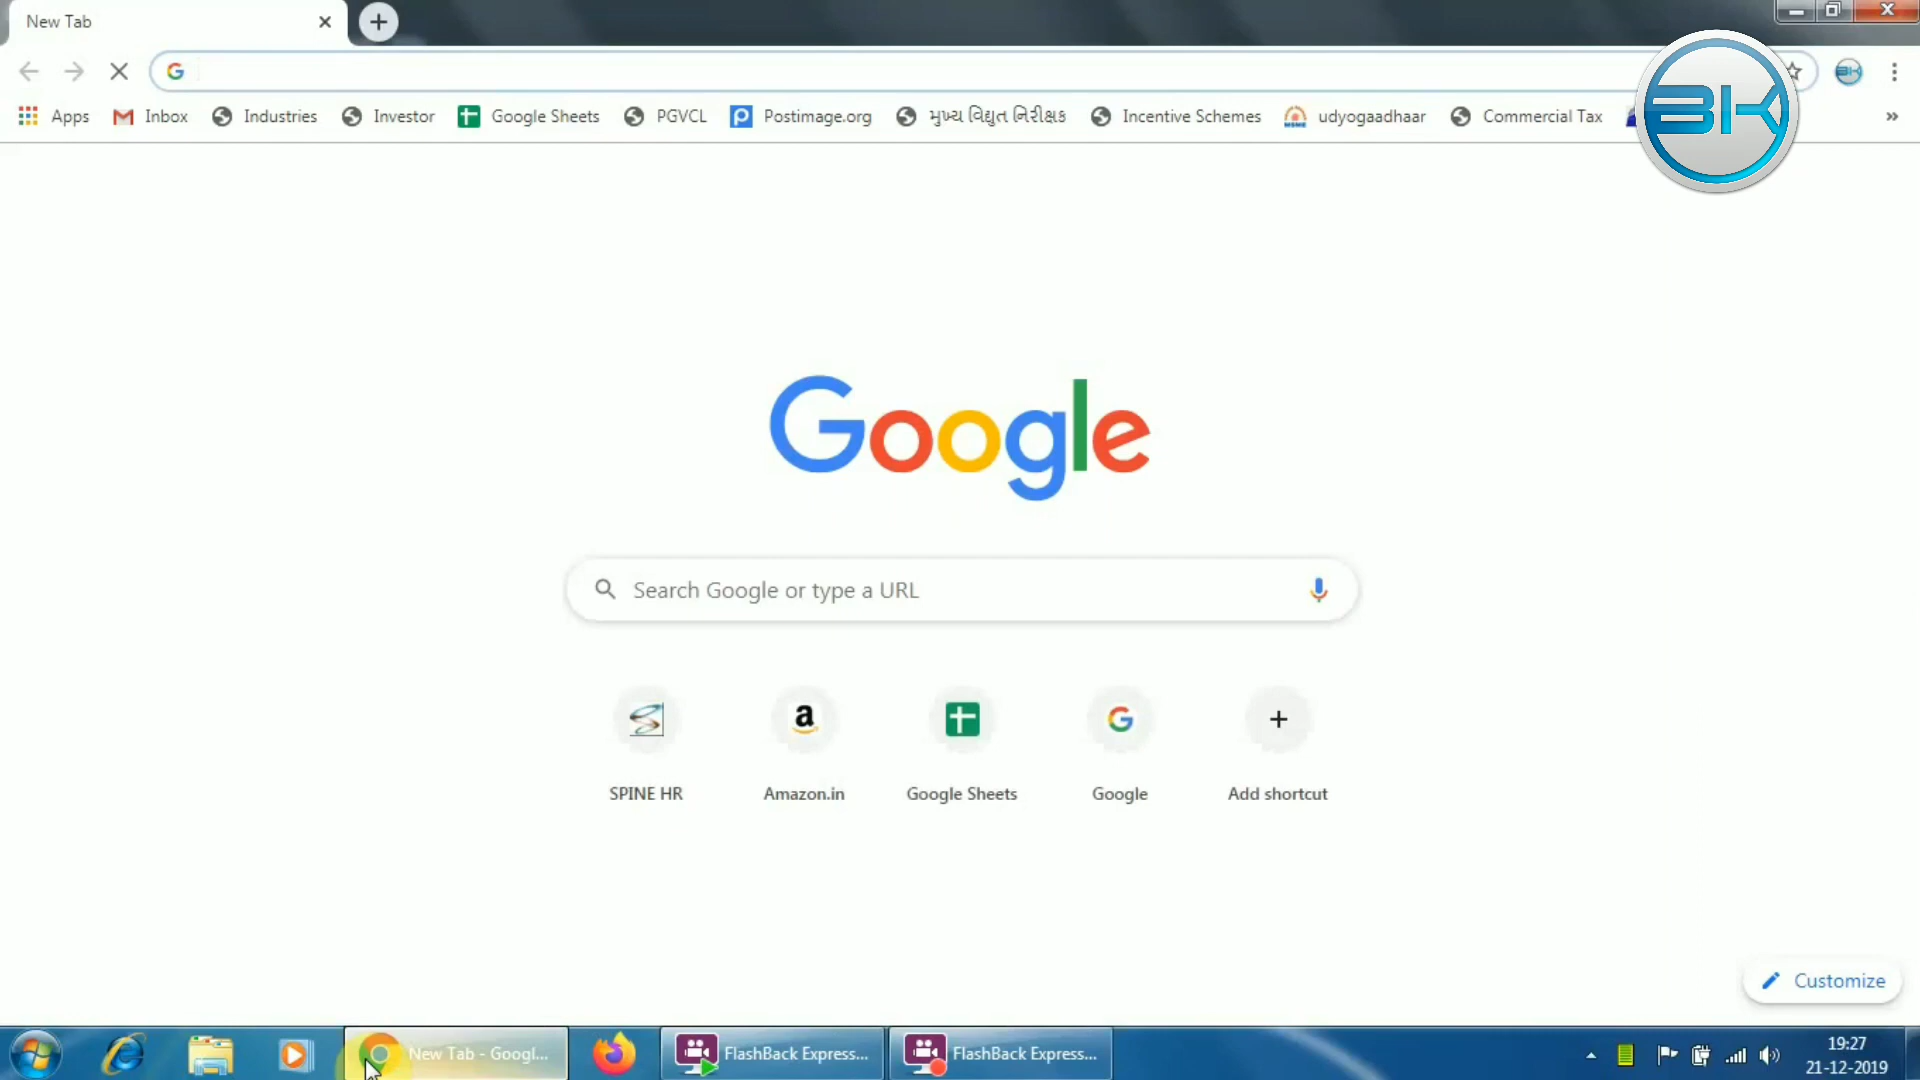 New Tab
Apps Inbox Industries Investor Google Sheets PGVCL Postimage.org મુખ્ય વિદ્યુત નિરીક્ષક Incentive Schemes udyogaadhaar Commercial Tax »
BK
Google
Search Google or type a URL
SPINE HR Amazon.in Google Sheets Google Add shortcut
Customize
New Tab - Googl... FlashBack Express... FlashBack Express... 19:27
21-12-2019